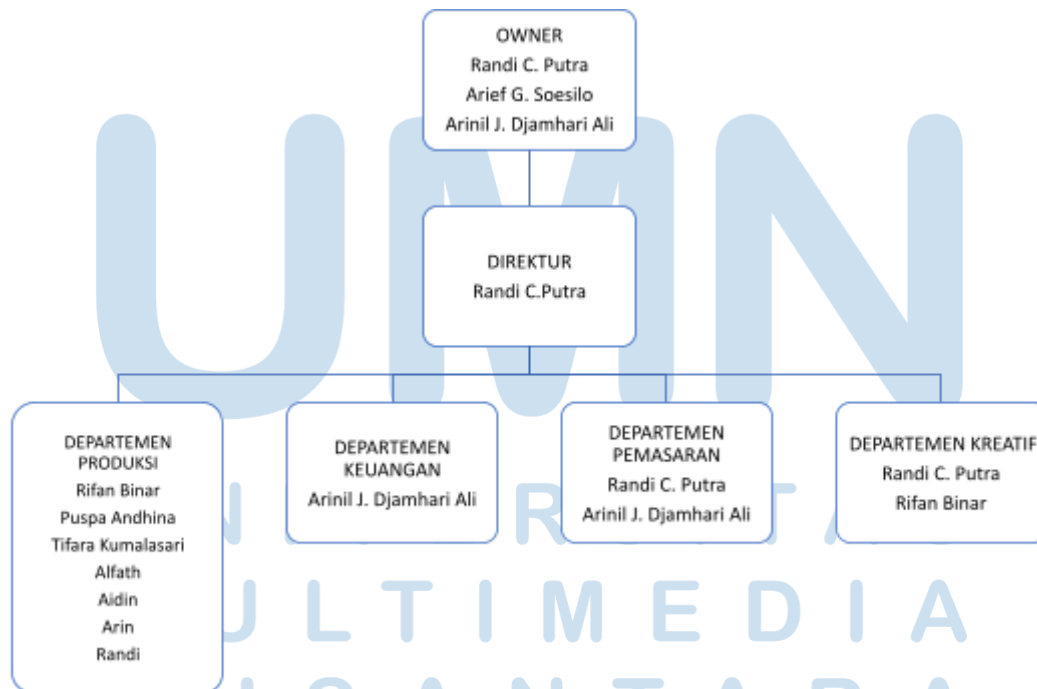 OWNER
Randi C. Putra
Arief G. Soesilo
Arinil J. Djamhari Ali
DIREKTUR
Randi C.Putra
DEPARTEMEN
PRODUKSI
Rifan Binar
Puspa Andhina
Tifara Kumalasari
Alfath
Aidin
Arin
Randi
DEPARTEMEN
KEUANGAN
Arinil J. Djamhari Ali
DEPARTEMEN
PEMASARAN
Randi C. Putra
Arinil J. Djamhari Ali
DEPARTEMEN KREATIF
Randi C. Putra
Rifan Binar
UMN